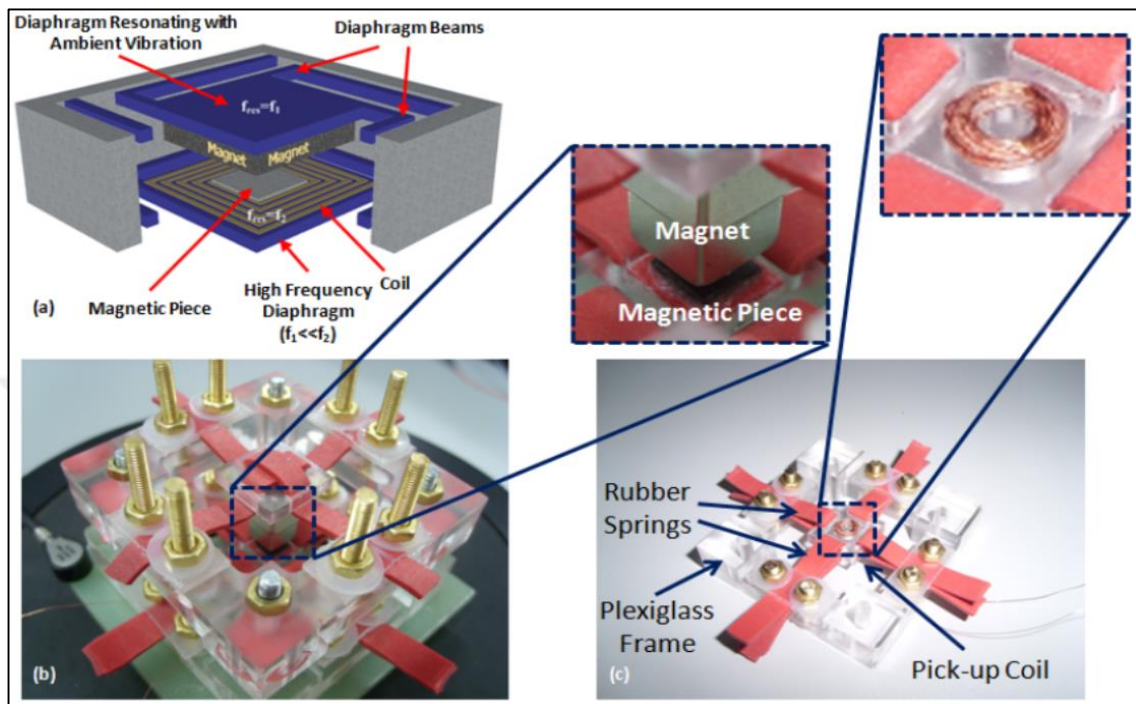 Diaphragm Resonating with
Ambient Vibration
Diaphragm Beams
fres=f1
Magnet Magnet
fres=f2
Magnetic Piece
High Frequency
Diaphragm
(f1<<f2)
Coil
(a)
Magnet
Magnetic Piece
(b)
Rubber
Springs
Plexiglass
Frame
Pick-up Coil
(c)